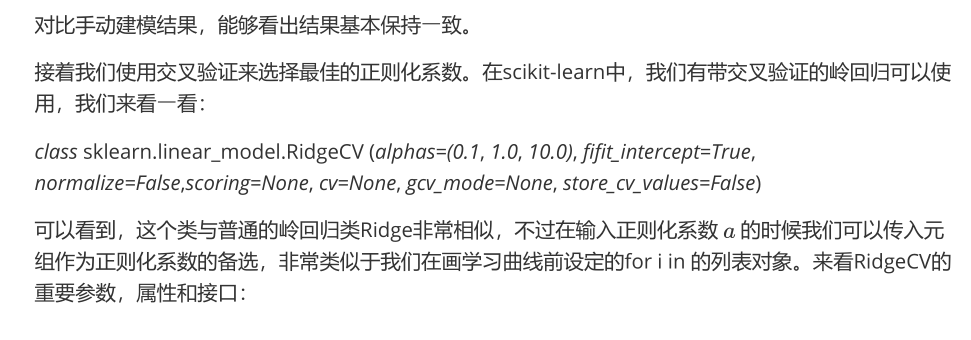 对比手动建模结果，能够看出结果基本保持一致。
接着我们使用交叉验证来选择最佳的正则化系数。在scikit-learn中，我们有带交叉验证的岭回归可以使
用，我们来看一看：
class sklearn.linear_model.RidgeCV (alphas=(0.1, 1.0, 10.0), fifit_intercept=True,
normalize=False,scoring=None, cv=None, gcv_mode=None, store_cv_values=False)
可以看到，这个类与普通的岭回归类Ridge非常相似，不过在输入正则化系数 a 的时候我们可以传入元
组作为正则化系数的备选，非常类似于我们在画学习曲线前设定的for i in 的列表对象。来看RidgeCV的
重要参数，属性和接口：